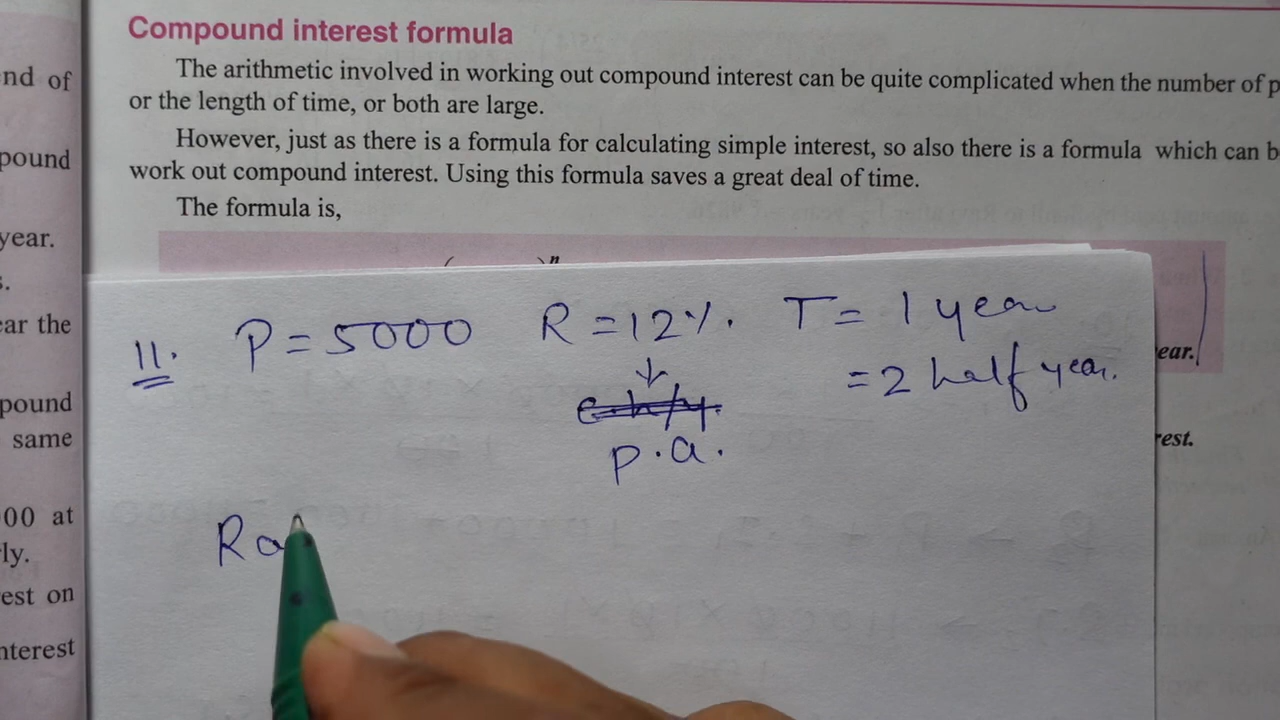 Compound interest formula
The arithmetic involved in working out compound interest can be quite complicated when the number of p
or the length of time, or both are large.
However, just as there is a formula for calculating simple interest, so also there is a formula which can b
work out compound interest. Using this formula saves a great deal of time.
The formula is,
n
nd of
pound
year.
s.
ear the
pound
same
00 at
ly.
est on
nterest
11. P = 5000 R = 12%. T = 1 year
= 2 half year.
p.a.
Ra
ear.
rest.